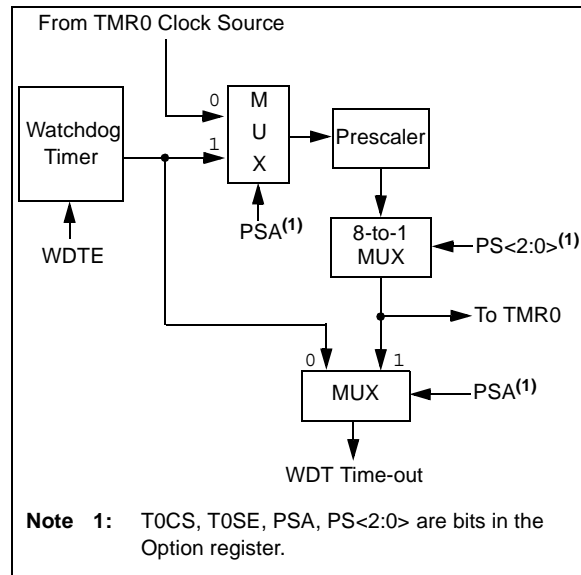 From TMR0 Clock Source
0
M
U
X
Watchdog
Timer
1
Prescaler
PSA(1)
WDTE
8-to-1
MUX
PS<2:0>(1)
To TMR0
0
1
MUX
PSA(1)
WDT Time-out
Note 1: T0CS, T0SE, PSA, PS<2:0> are bits in the
Option register.